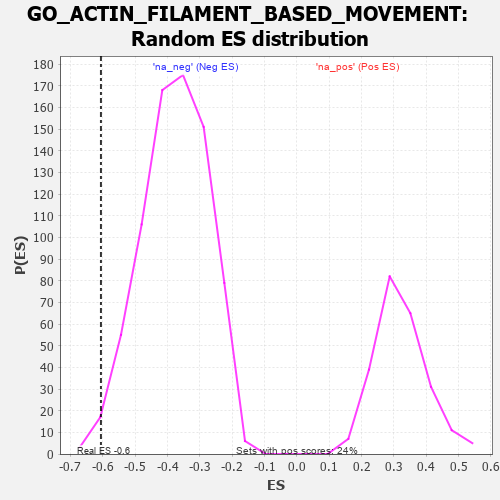 GO_ACTIN_FILAMENT_BASED_MOVEMENT:
Random ES distribution
'na_neg' (Neg ES) 'na_pos' (Pos ES)
180
170
160
150
140
130
120
110
100
90
80
70
60
50
40
30
20
10
0
P(ES)
Real ES -0.6 Sets with pos scores: 24%
-0.7 -0.6 -0.5 -0.4 -0.3 -0.2 -0.1 0.0 0.1 0.2 0.3 0.4 0.5 0.6
ES